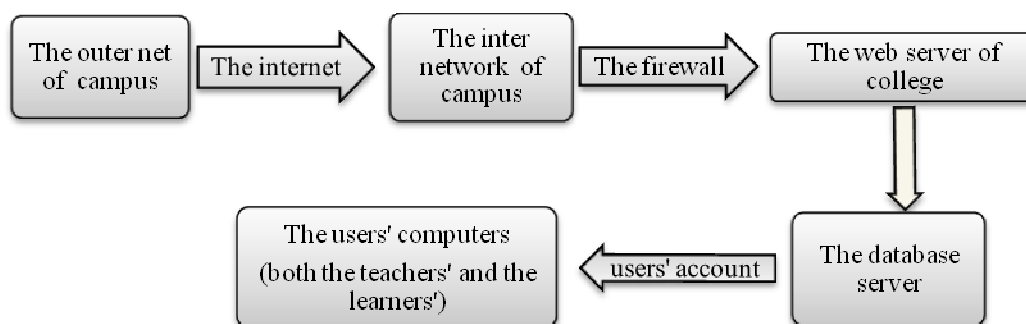 The outer net
of campus
The internet
The inter
network of
campus
The firewall
The web server of
college
The database
server
users' account
The users' computers
(both the teachers' and the
learners')